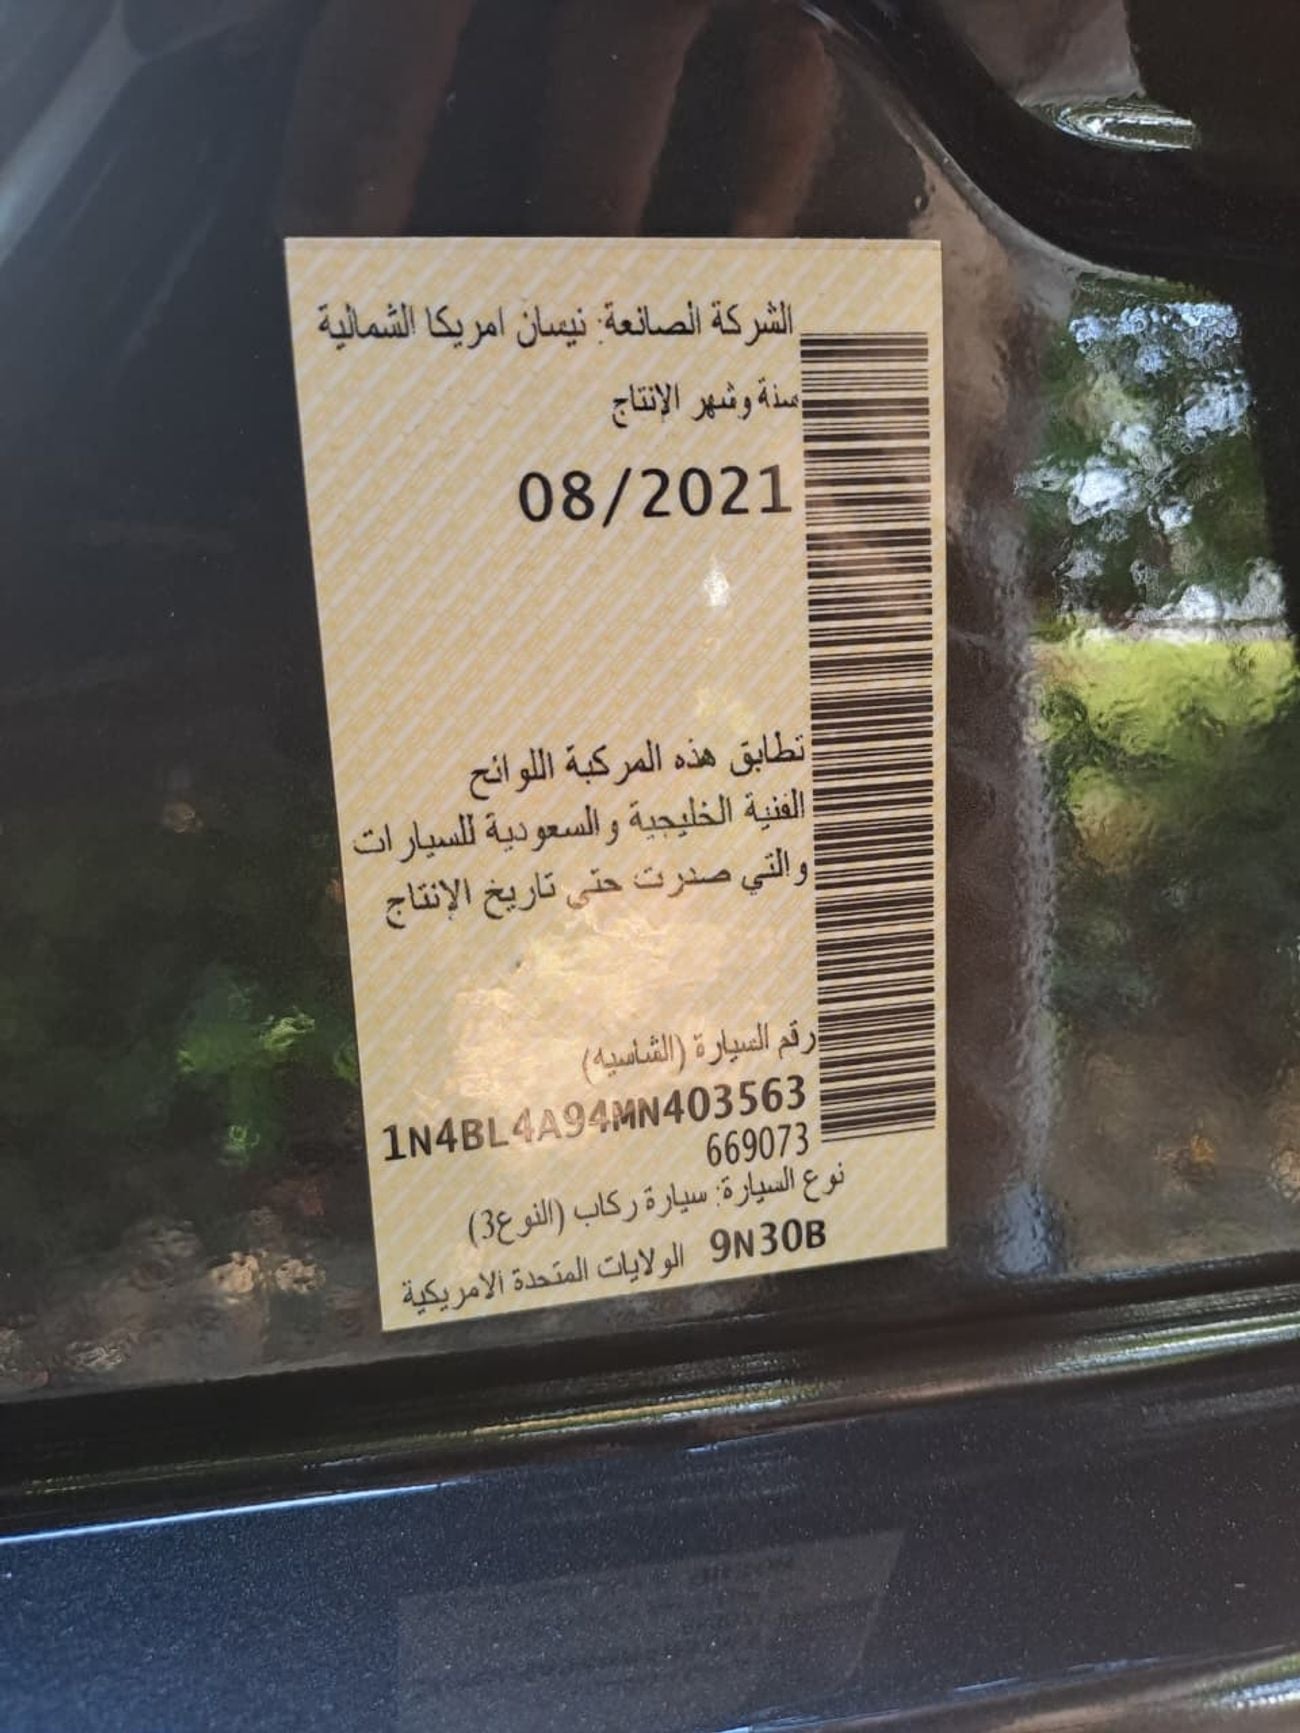 الشركة الصانعة: نيسان امريكا الشمالية
سنة وشهر الإنتاج
08/2021
تطابق هذه المركبة اللوائح
الفنية الخليجية والسعودية للسيارات
والتي صدرت حتى تاريخ الإنتاج
رقم السيارة (الشاسيه)
1N4BL4A94MN403563
669073
نوع السيارة: سيارة ركاب (النوع3)
9N30B الولايات المتحدة الامريكية